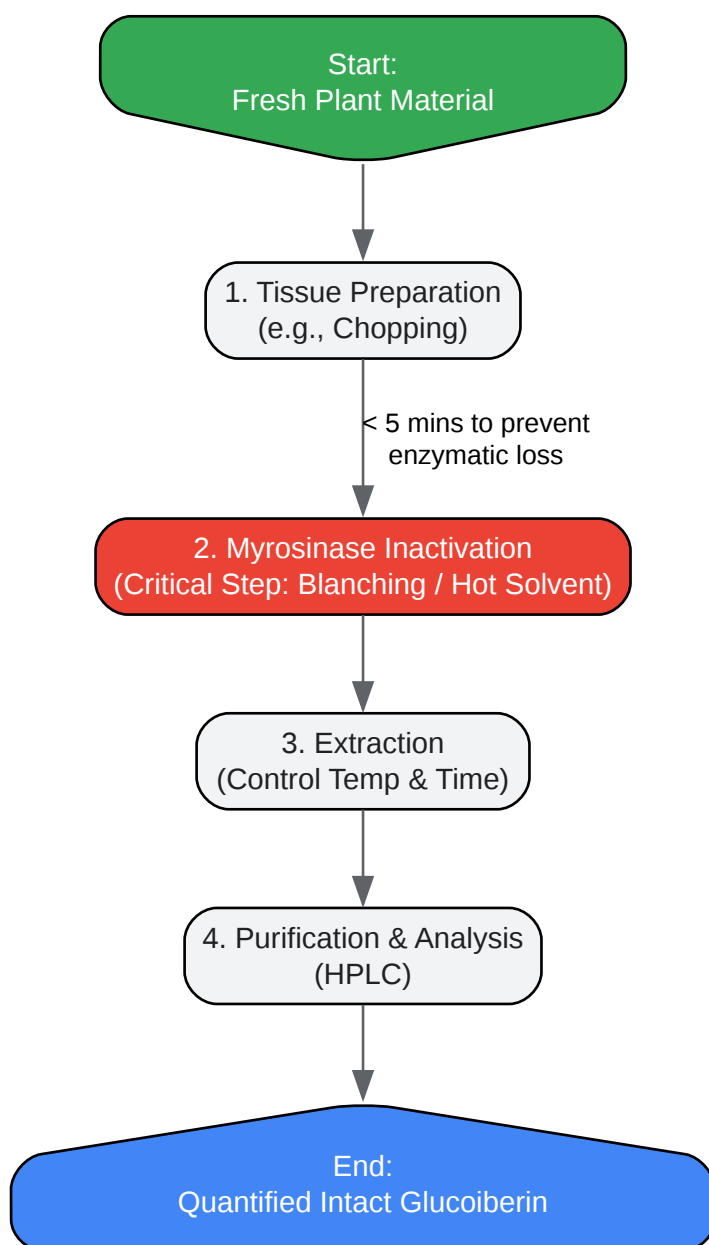 Start:
Fresh Plant Material
1. Tissue Preparation
(e.g., Chopping)
< 5 mins to prevent
enzymatic loss
2. Myrosinase Inactivation
(Critical Step: Blanching / Hot Solvent)
3. Extraction
(Control Temp & Time)
4. Purification & Analysis
(HPLC)
End:
Quantified Intact Glucoiberin